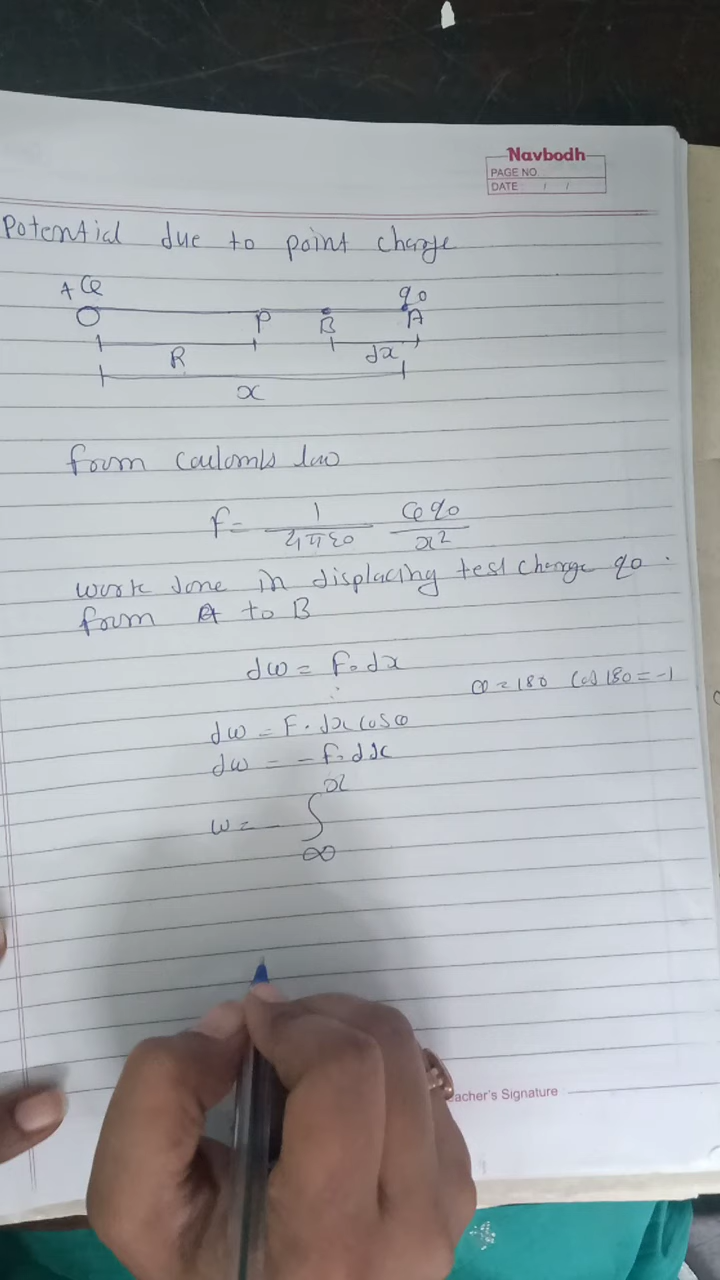 Navbodh
PAGE NO.
DATE: / /
Potential due to point charge
+Q q0
P B A
R dx
x
from Coulomb's law
F = 1/4πε0 Qq0/x²
work done in displacing test charge q0.
from A to B
dw = F. dx
θ = 180 Cos 180 = -1
dw = F. dx cosθ
dw = - F. dx
w = ∫ x ∞
acher's Signature